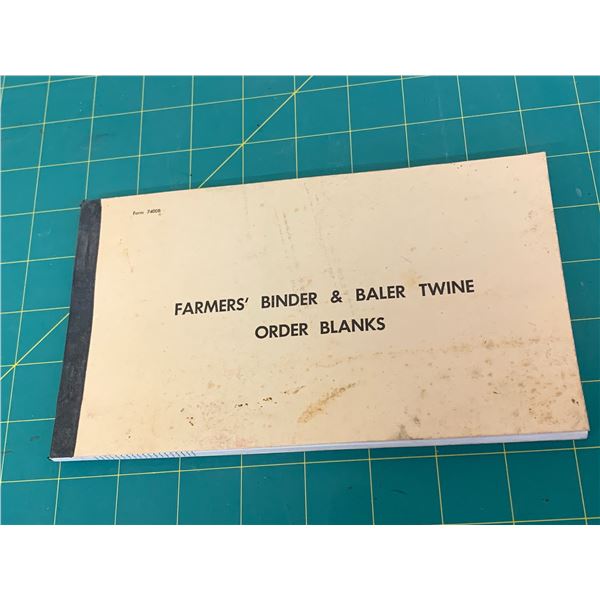 Form 7400B
FARMERS' BINDER & BALER TWINE
ORDER BLANKS